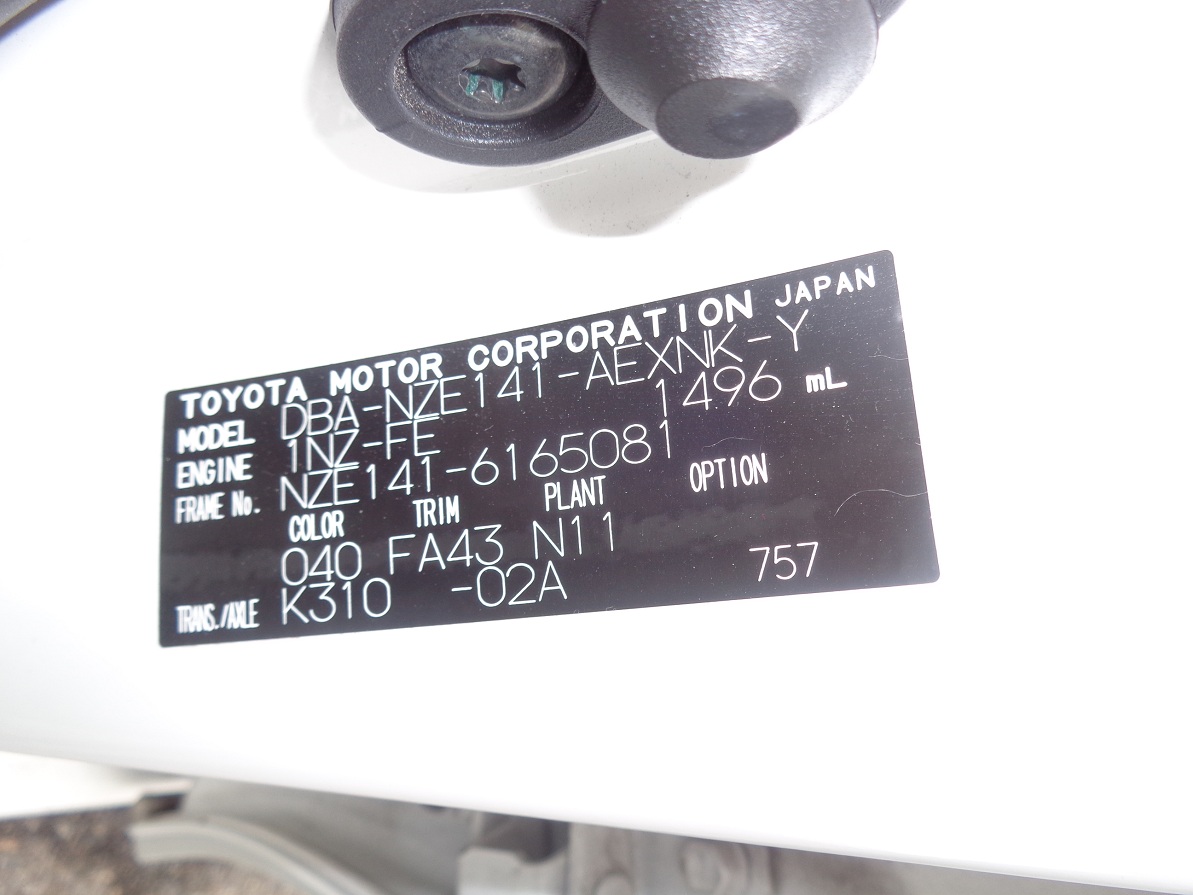 TOYOTA MOTOR CORPORATION JAPAN
MODEL DBA-NZE141-AEXNK-Y
ENGINE 1NZ-FE 1496 mL
FRAME No. NZE141-6165081
COLOR TRIM PLANT OPTION
040 FA43 N11
TRANS./AXLE K310 -02A 757